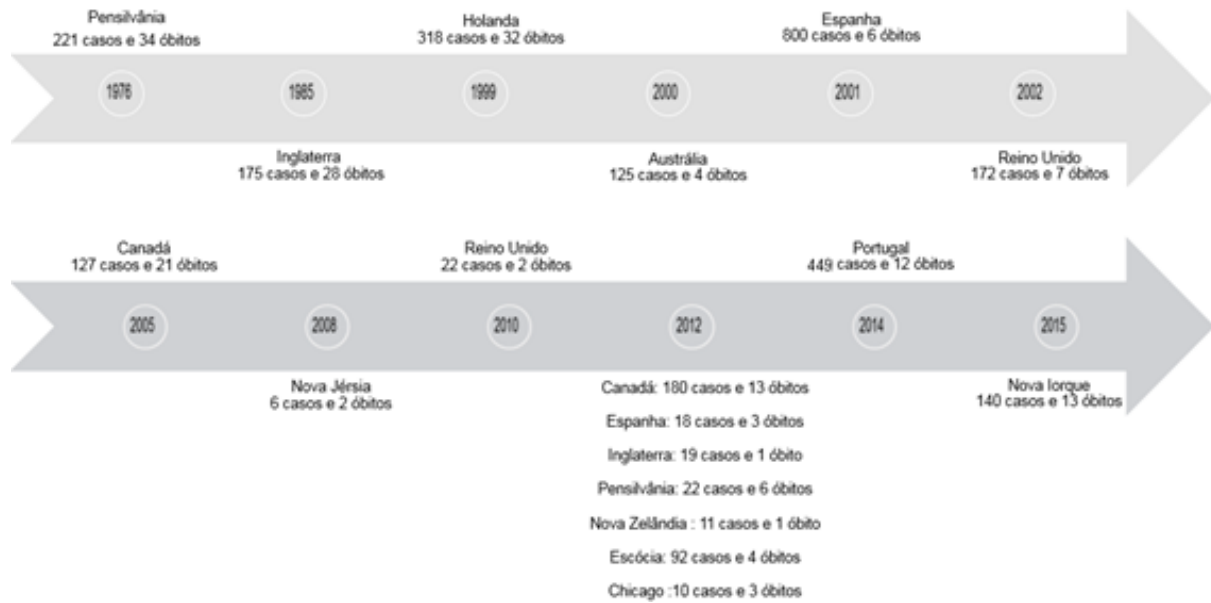 Pensilvânia
221 casos e 34 óbitos
Holanda
318 casos e 32 óbitos
Espanha
800 casos e 6 óbitos
1976
1985
1999
2000
2001
2002
Inglaterra
175 casos e 28 óbitos
Austrália
125 casos e 4 óbitos
Reino Unido
172 casos e 7 óbitos
Canadá
127 casos e 21 óbitos
Reino Unido
22 casos e 2 óbitos
Portugal
449 casos e 12 óbitos
2005
2008
2010
2012
2014
2015
Nova Jérsia
6 casos e 2 óbitos
Canadá: 180 casos e 13 óbitos
Espanha: 18 casos e 3 óbitos
Inglaterra: 19 casos e 1 óbito
Pensilvânia: 22 casos e 6 óbitos
Nova Zelândia : 11 casos e 1 óbito
Escócia: 92 casos e 4 óbitos
Chicago :10 casos e 3 óbitos
Nova Iorque
140 casos e 13 óbitos